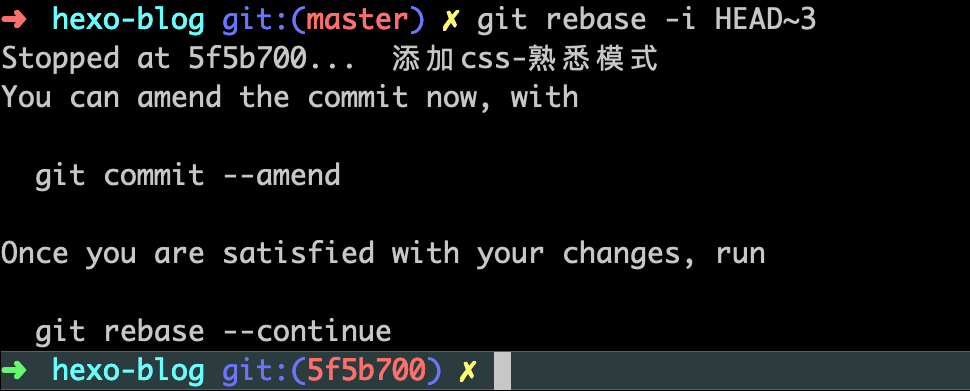 ➜  hexo-blog git:(master) ✗ git rebase -i HEAD~3
Stopped at 5f5b700...  添加css-熟悉模式
You can amend the commit now, with
  git commit --amend
Once you are satisfied with your changes, run
  git rebase --continue
➜  hexo-blog git:(5f5b700) ✗